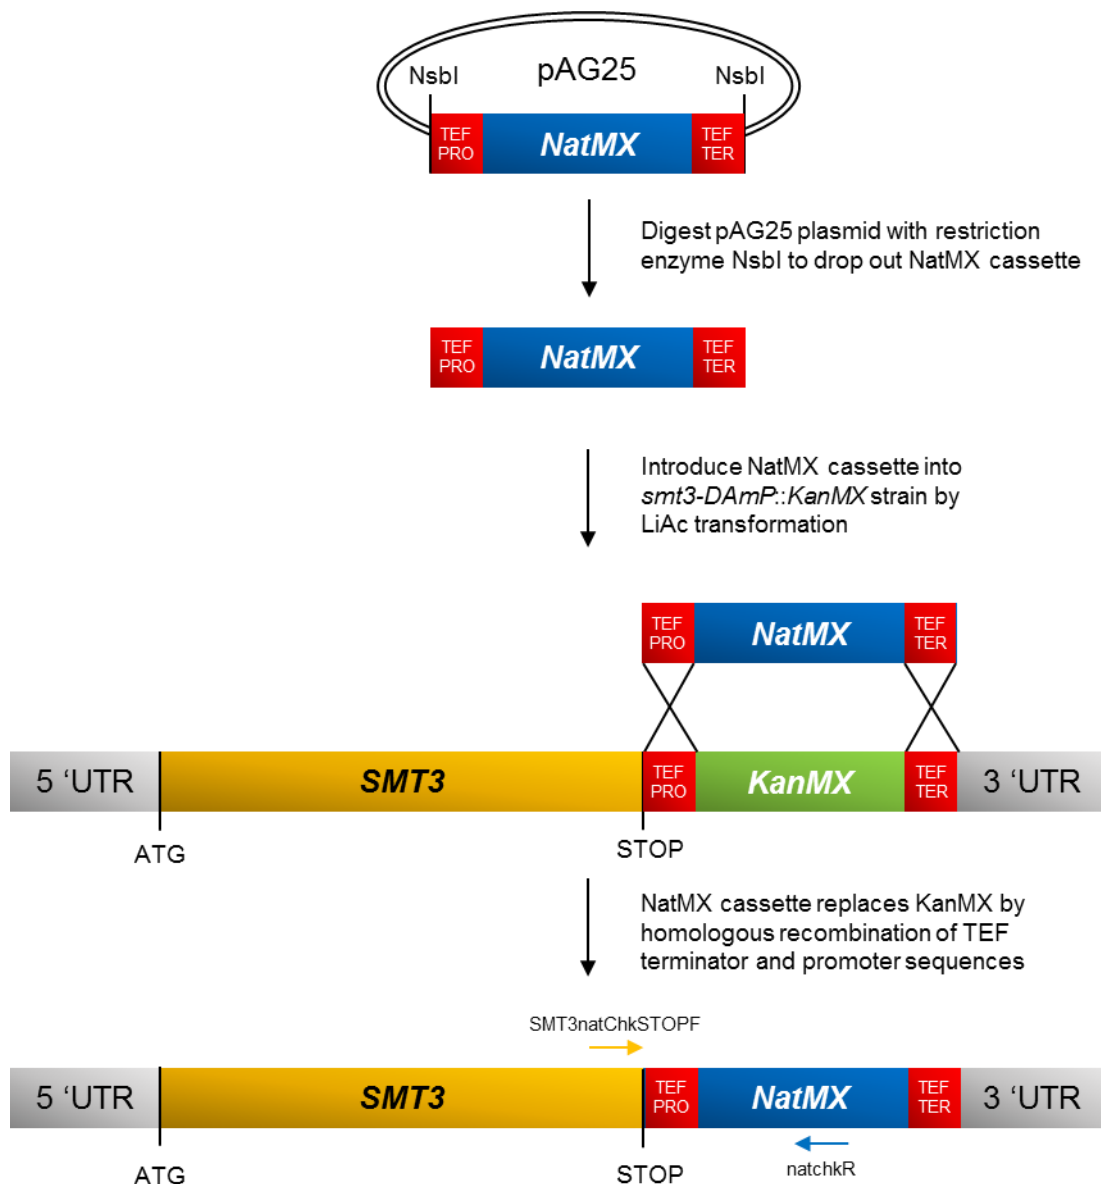 pAG25
NsbI
NsbI
TEF
PRO
NatMX
TEF
TER
Digest pAG25 plasmid with restriction
enzyme NsbI to drop out NatMX cassette
TEF
PRO
NatMX
TEF
TER
Introduce NatMX cassette into
smt3-DAmP::KanMX strain by
LiAc transformation
TEF
PRO
NatMX
TEF
TER
5 ‘UTR
SMT3
TEF
PRO
KanMX
TEF
TER
3 ‘UTR
ATG
STOP
NatMX cassette replaces KanMX by
homologous recombination of TEF
terminator and promoter sequences
SMT3natChkSTOPF
5 ‘UTR
SMT3
TEF
PRO
NatMX
TEF
TER
3 ‘UTR
ATG
STOP
natchkR